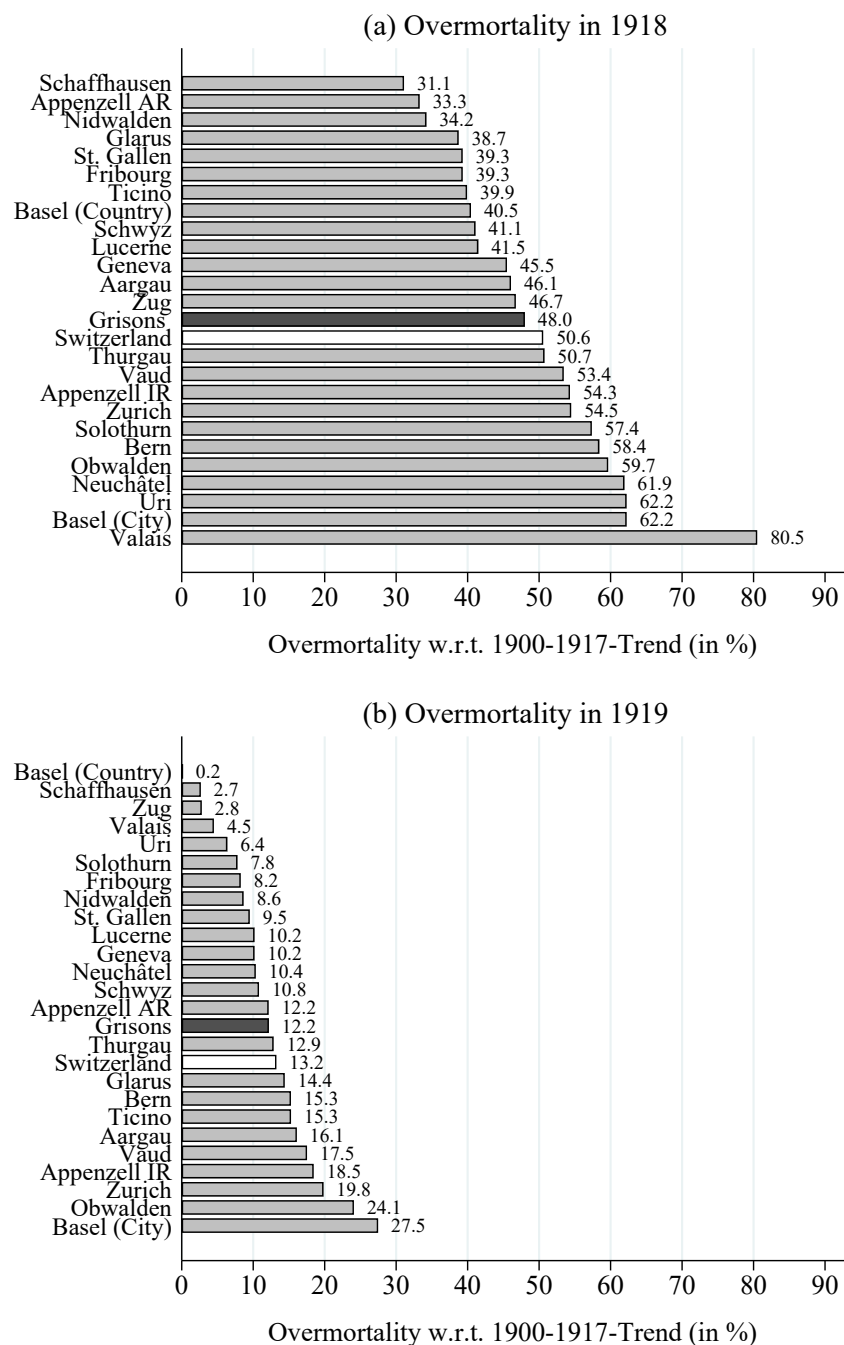 (a) Overmortality in 1918
Schaffhausen 31.1
Appenzell AR 33.3
Nidwalden 34.2
Glarus 38.7
St. Gallen 39.3
Fribourg 39.3
Ticino 39.9
Basel (Country) 40.5
Schwyz 41.1
Lucerne 41.5
Geneva 45.5
Aargau 46.1
Zug 46.7
Grisons 48.0
Switzerland 50.6
Thurgau 50.7
Vaud 53.4
Appenzell IR 54.3
Zurich 54.5
Solothurn 57.4
Bern 58.4
Obwalden 59.7
Neuchâtel 61.9
Uri 62.2
Basel (City) 62.2
Valais 80.5
0 10 20 30 40 50 60 70 80 90
Overmortality w.r.t. 1900-1917-Trend (in %)
(b) Overmortality in 1919
Basel (Country) 0.2
Schaffhausen 2.7
Zug 2.8
Valais 4.5
Uri 6.4
Solothurn 7.8
Fribourg 8.2
Nidwalden 8.6
St. Gallen 9.5
Lucerne 10.2
Geneva 10.2
Neuchâtel 10.4
Schwyz 10.8
Appenzell AR 12.2
Grisons 12.2
Thurgau 12.9
Switzerland 13.2
Glarus 14.4
Bern 15.3
Ticino 15.3
Aargau 16.1
Vaud 17.5
Appenzell IR 18.5
Zurich 19.8
Obwalden 24.1
Basel (City) 27.5
0 10 20 30 40 50 60 70 80 90
Overmortality w.r.t. 1900-1917-Trend (in %)